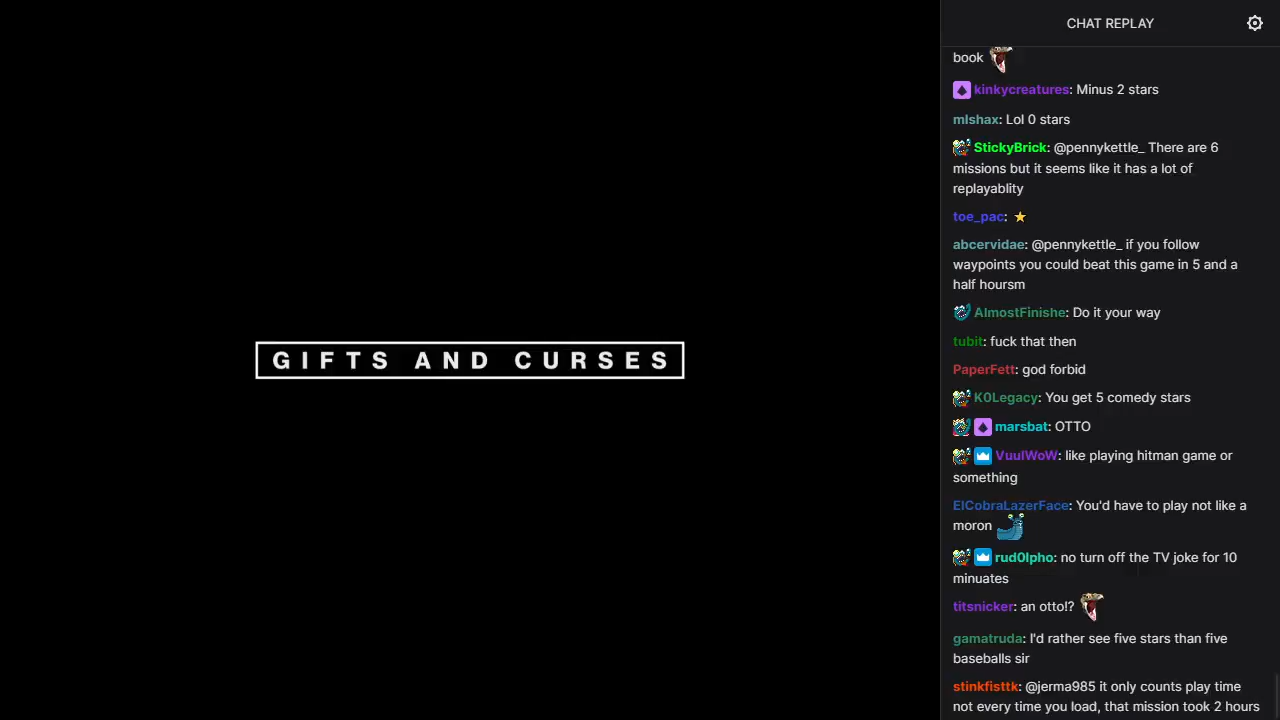 GIFTS AND CURSES
CHAT REPLAY
book
kinkycreatures: Minus 2 stars
mlshax: Lol 0 stars
StickyBrick: @pennykettle_ There are 6
missions but it seems like it has a lot of
replayablity
toe_pac:
abcervidae: @pennykettle_ if you follow
waypoints you could beat this game in 5 and a
half hoursm
AlmostFinishe: Do it your way
tubit: fuck that then
PaperFett: god forbid
K0Legacy: You get 5 comedy stars
marsbat: OTTO
VuulWoW: like playing hitman game or
something
ElCobraLazerFace: You'd have to play not like a
moron
rud0lpho: no turn off the TV joke for 10
minuates
titsnicker: an otto!?
gamatruda: I'd rather see five stars than five
baseballs sir
stinkfisttk: @jerma985 it only counts play time
not every time you load, that mission took 2 hours